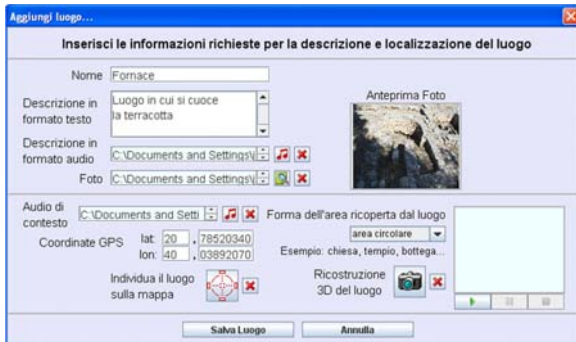 Aggiungi luogo...
Inserisci le informazioni richieste per la descrizione e localizzazione del luogo
Nome Fornace
Descrizione in formato testo
Luogo in cui si cuoce
la terracotta
Anteprima Foto
Descrizione in formato audio
C:\Documents and Settings\
Foto C:\Documents and Settings\
Audio di contesto
C:\Documents and Setti
Forma dell'area ricoperta dal luogo
area circolare
Esempio: chiesa, tempio, bottega...
Coordinate GPS
lat: 20 , 78520340
lon: 40 , 03892070
Individua il luogo sulla mappa
Ricostruzione 3D del luogo
Salva Luogo
Annulla